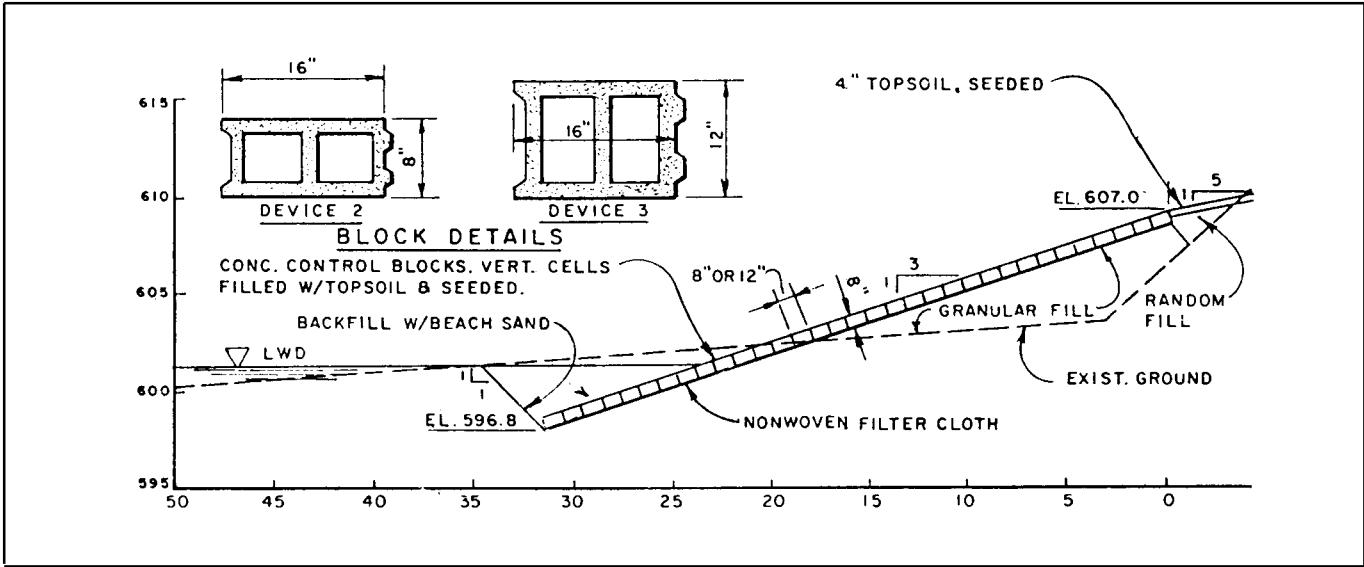 16"
16"
8"
12"
DEVICE 2
DEVICE 3
BLOCK DETAILS
CONC. CONTROL BLOCKS. VERT. CELLS
FILLED W/TOPSOIL & SEEDED.
BACKFILL W/BEACH SAND
LWD
1
1
EL. 596.8
NONWOVEN FILTER CLOTH
8" OR 12"
8"
1
3
GRANULAR FILL
EXIST. GROUND
RANDOM
FILL
4" TOPSOIL, SEEDED
EL. 607.0
1
5
615
610
605
600
595
50
45
40
35
30
25
20
15
10
5
0